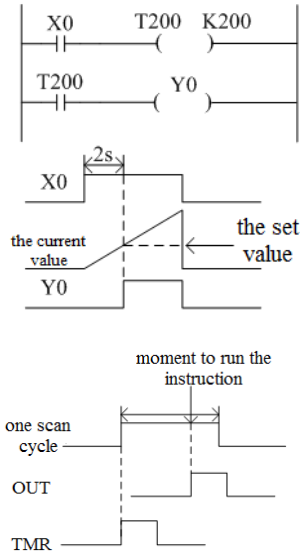 X0 T200 K200
T200 Y0
2s
X0
the current
value
the set
value
Y0
moment to run the
instruction
one scan
cycle
OUT
TMR